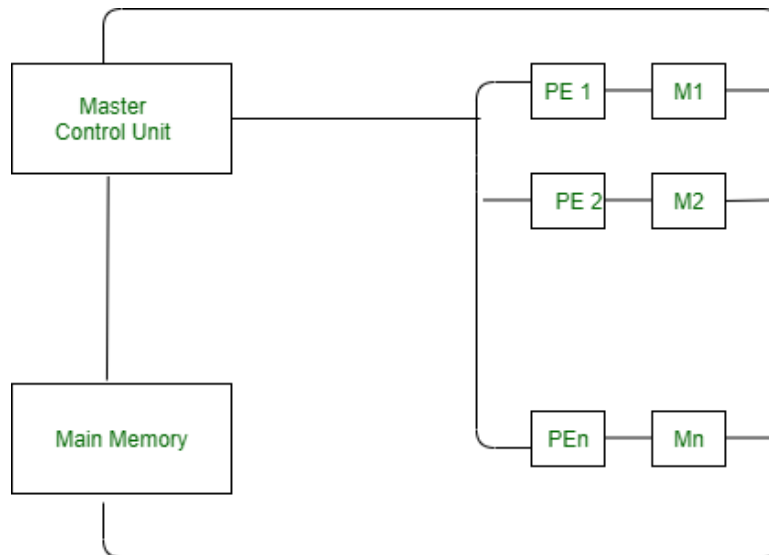 Master
Control Unit
PE 1
M1
PE 2
M2
Main Memory
PEn
Mn